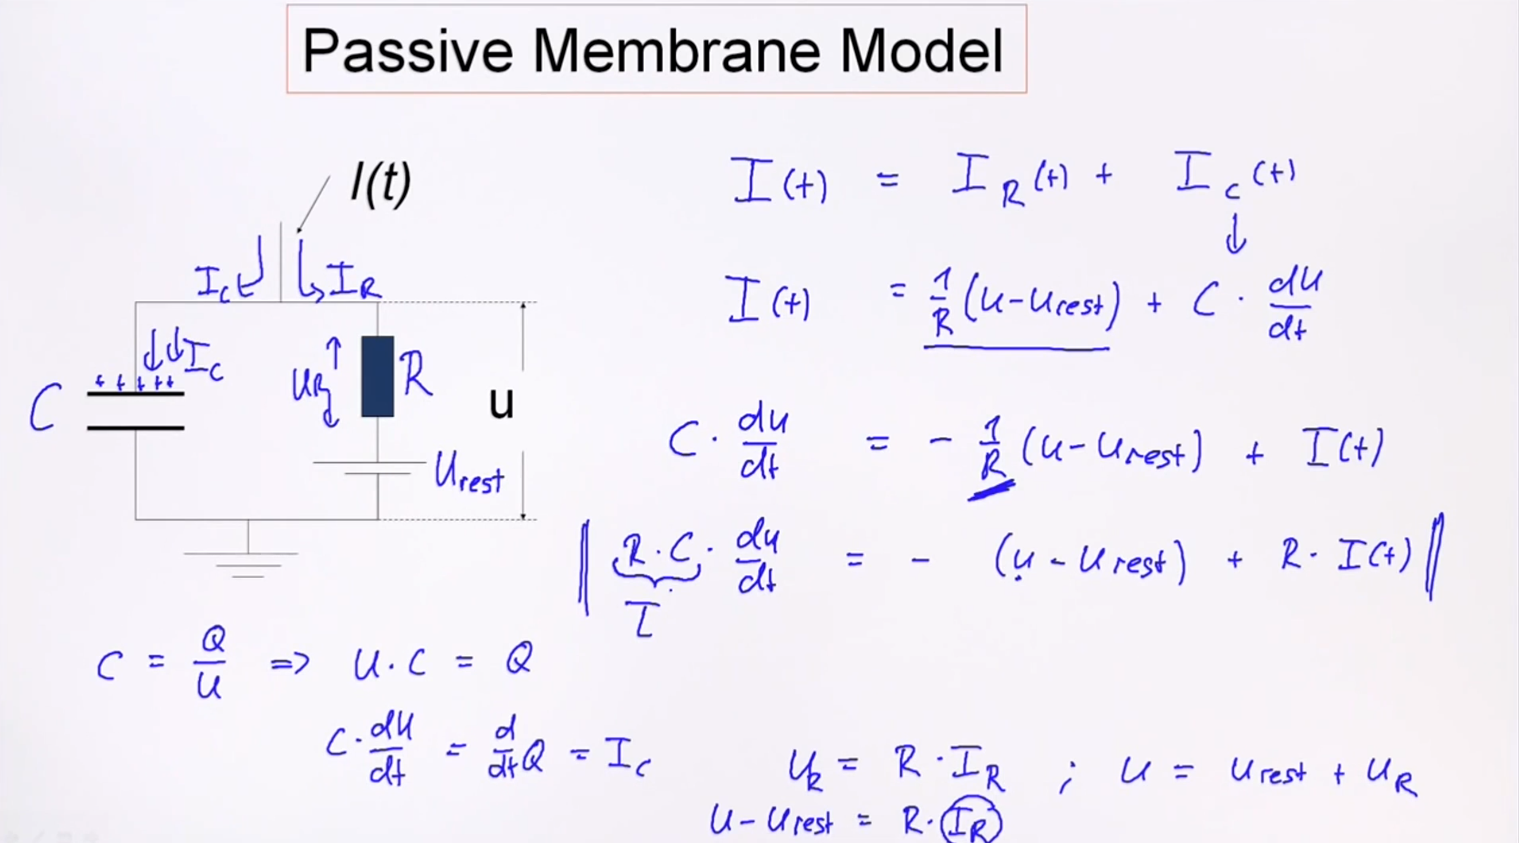 Passive Membrane Model
I(t)
I(t) = I_R(t) + I_C(t)
↓
I_C I_R
I(t) = 1/R (u - u_rest) + C · du/dt
I_C
+ + + + +
C
u_R
R
u
u_rest
C · du/dt = - 1/R (u - u_rest) + I(t)
R · C · du/dt = - (u - u_rest) + R · I(t)
τ
C = Q/u => u · C = Q
C · du/dt = d/dt Q = I_C
u_R = R · I_R ; u = u_rest + u_R
u - u_rest = R · I_R